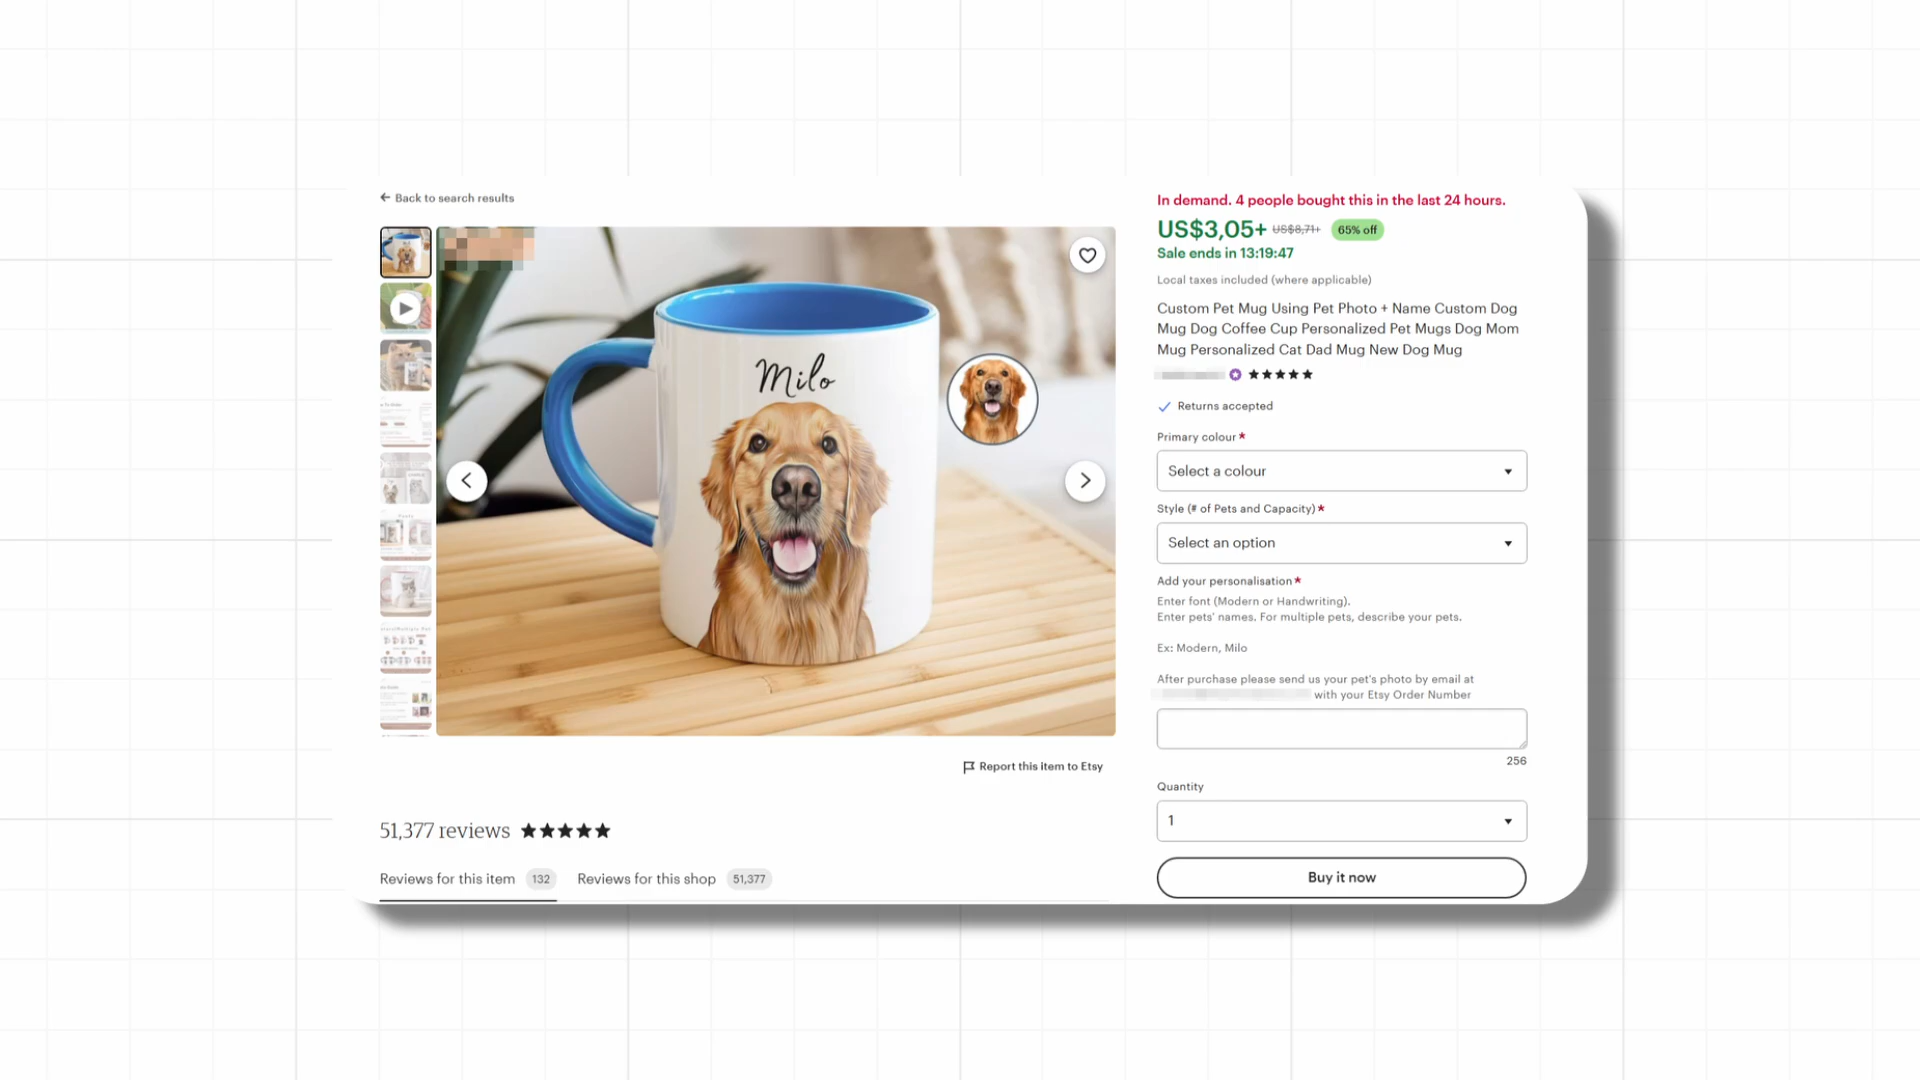 Back to search results
Milo
Report this item to Etsy
51,377 reviews
Reviews for this item 132 Reviews for this shop 51,377
In demand. 4 people bought this in the last 24 hours.
US$3,05+ US$8,71+ 65% off
Sale ends in 13:19:47
Local taxes included (where applicable)
Custom Pet Mug Using Pet Photo + Name Custom Dog
Mug Dog Coffee Cup Personalized Pet Mugs Dog Mom
Mug Personalized Cat Dad Mug New Dog Mug
Returns accepted
Primary colour*
Select a colour
Style (# of Pets and Capacity)*
Select an option
Add your personalisation*
Enter font (Modern or Handwriting).
Enter pets' names. For multiple pets, describe your pets.
Ex: Modern, Milo
After purchase please send us your pet's photo by email at
with your Etsy Order Number
256
Quantity
1
Buy it now